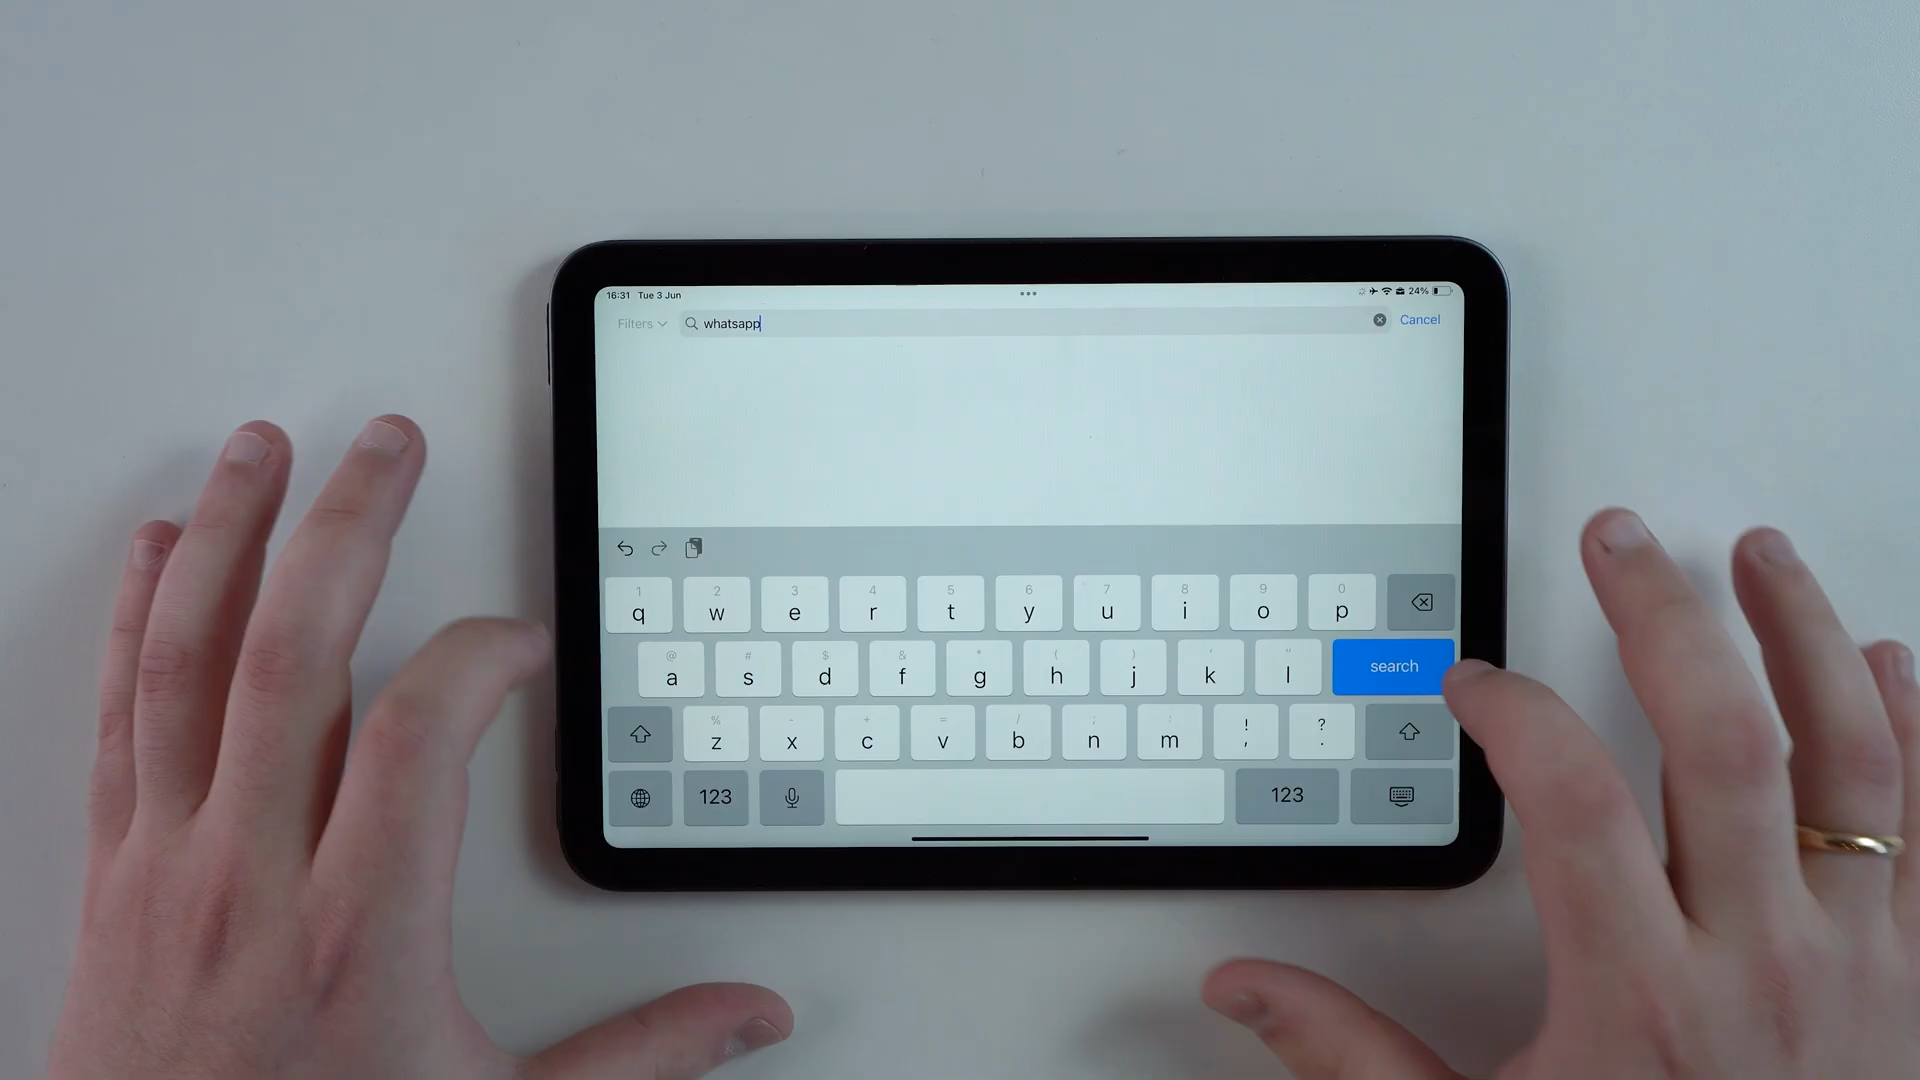 16:31 Tue 3 Jun 24%
Filters whatsapp Cancel
1 2 3 4 5 6 7 8 9 0
q w e r t y u i o p
@ # $ & * ( ) ' "
a s d f g h j k l search
% - + = / ; : ! ?
z x c v b n m , .
123 123